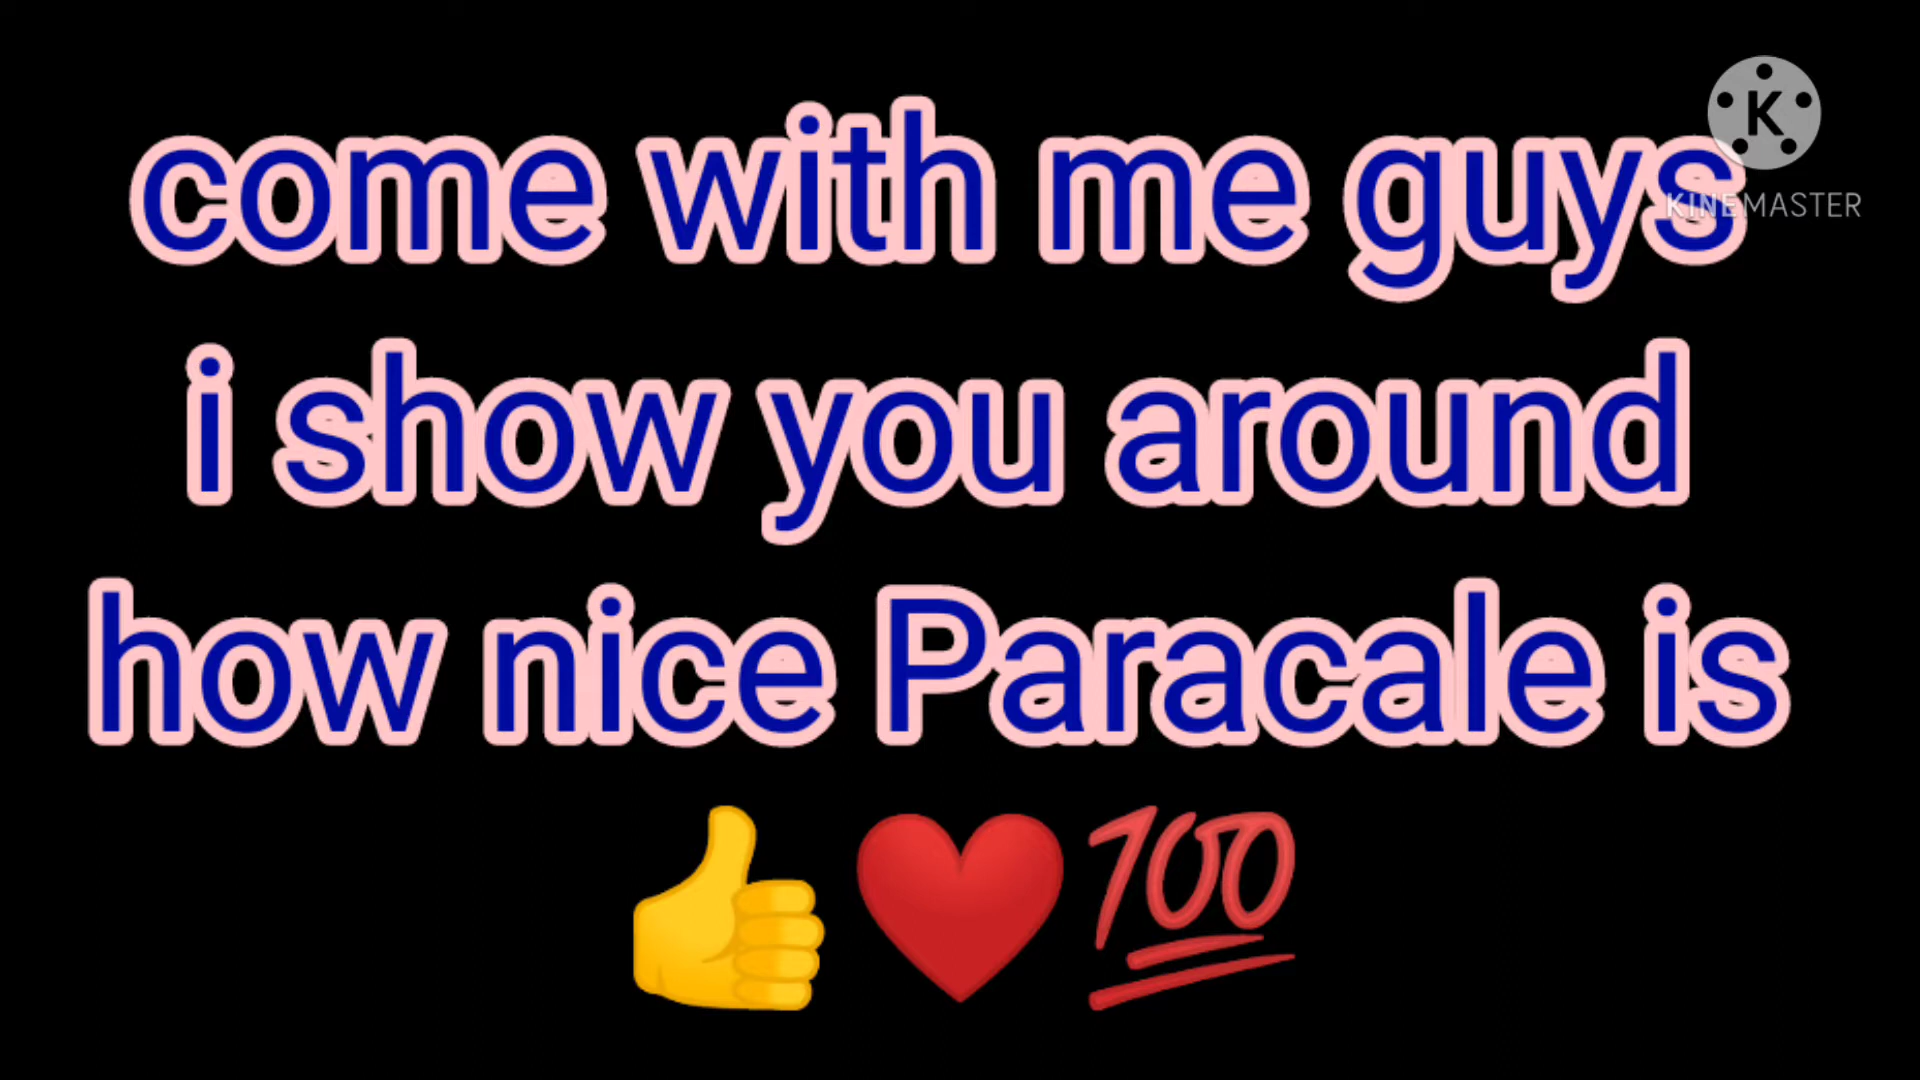 K
KINEMASTER
come with me guys
i show you around
how nice Paracale is
👍❤️💯